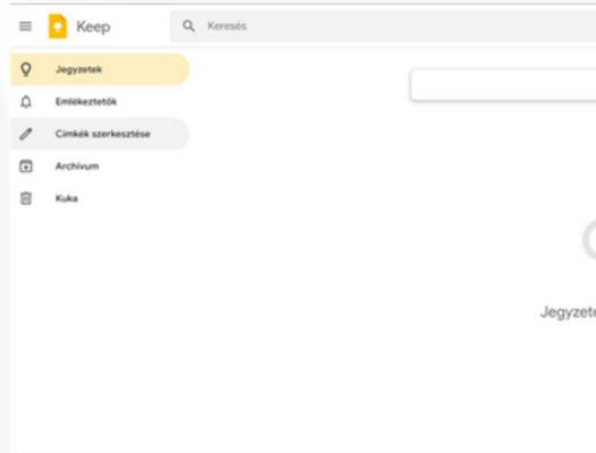 Keep
Keresés
Jegyzetek
Emlékeztetők
Címkék szerkesztése
Archívum
Kuka